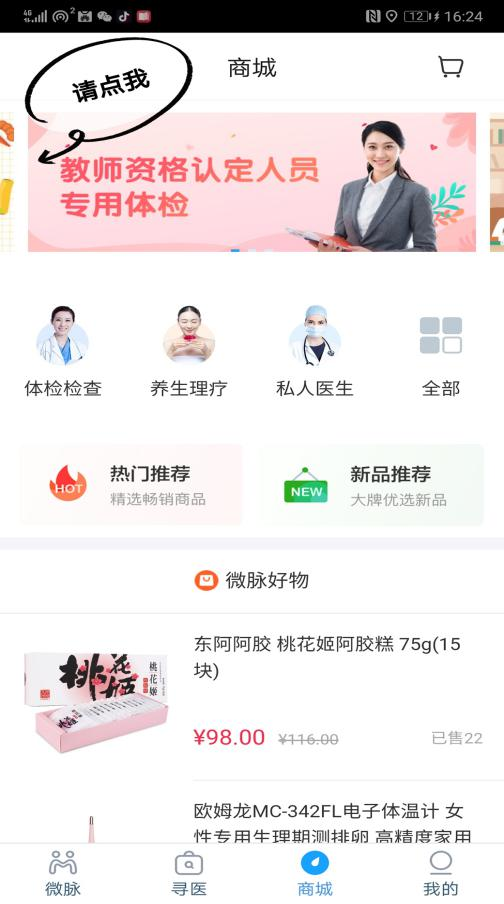 4G 2 12 16:24
请点我
商城
教师资格认定人员
专用体检
体检检查 养生理疗 私人医生 全部
HOT 热门推荐
精选畅销商品
NEW 新品推荐
大牌优选新品
微脉好物
东阿阿胶 桃花姬阿胶糕 75g(15
块)
桃花姬
桃花姬
¥98.00 ¥116.00 已售22
欧姆龙MC-342FL电子体温计 女
性专用生理期测排卵 高精度家用
微脉 寻医 商城 我的